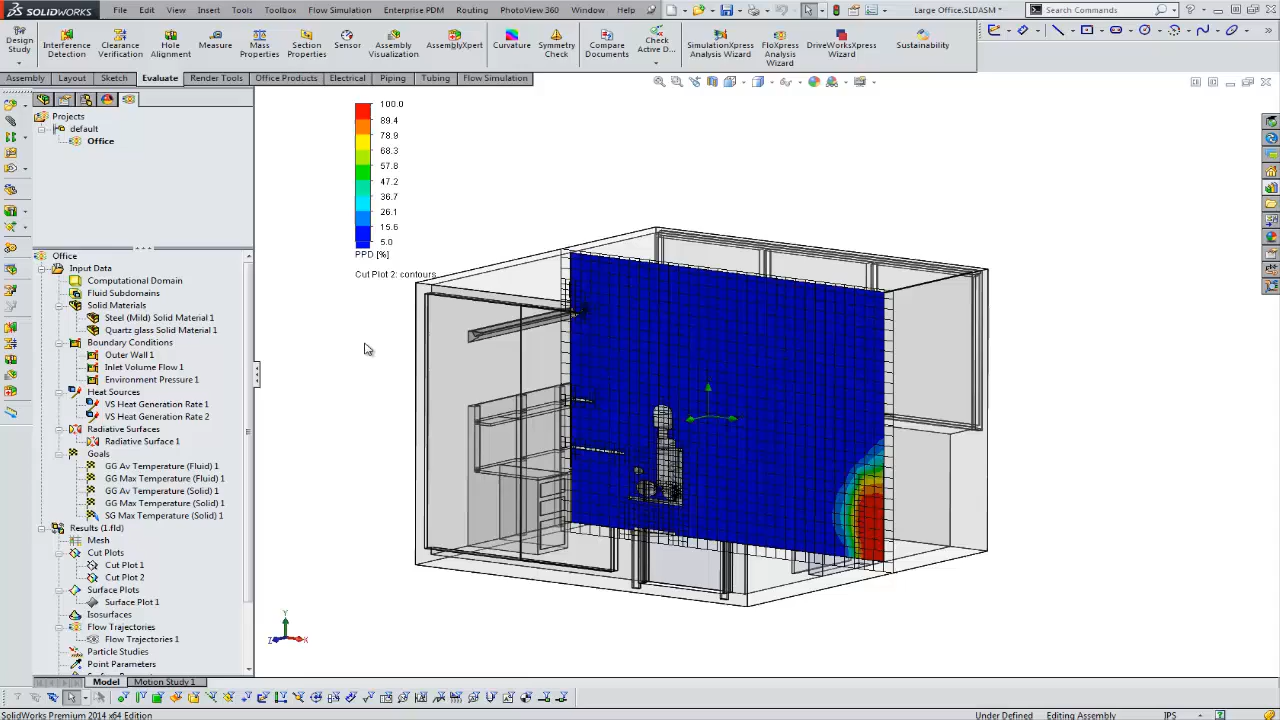 SOLIDWORKS File Edit View Insert Tools Toolbox Flow Simulation Enterprise PDM Routing PhotoView 360 Window Help Large Office.SLDASM * Search Commands
Design Study
Interference Detection
Clearance Verification
Hole Alignment
Measure
Mass Properties
Section Properties
Sensor
Assembly Visualization
AssemblyXpert
Curvature
Symmetry Check
Compare Documents
Check Active D...
SimulationXpress Analysis Wizard
FloXpress Analysis Wizard
DriveWorksXpress Wizard
Sustainability
Assembly Layout Sketch Evaluate Render Tools Office Products Electrical Piping Tubing Flow Simulation
Projects
default
Office
Office
Input Data
Computational Domain
Fluid Subdomains
Solid Materials
Steel (Mild) Solid Material 1
Quartz glass Solid Material 1
Boundary Conditions
Outer Wall 1
Inlet Volume Flow 1
Environment Pressure 1
Heat Sources
VS Heat Generation Rate 1
VS Heat Generation Rate 2
Radiative Surfaces
Radiative Surface 1
Goals
GG Av Temperature (Fluid) 1
GG Max Temperature (Fluid) 1
GG Av Temperature (Solid) 1
GG Max Temperature (Solid) 1
SG Max Temperature (Solid) 1
Results (1.fld)
Mesh
Cut Plots
Cut Plot 1
Cut Plot 2
Surface Plots
Surface Plot 1
Isosurfaces
Flow Trajectories
Flow Trajectories 1
Particle Studies
Point Parameters
100.0
89.4
78.9
68.3
57.8
47.2
36.7
26.1
15.6
5.0
PPD [%]
Cut Plot 2: contours
Y
Z X
Model Motion Study 1
SolidWorks Premium 2014 x64 Edition Under Defined Editing Assembly IPS